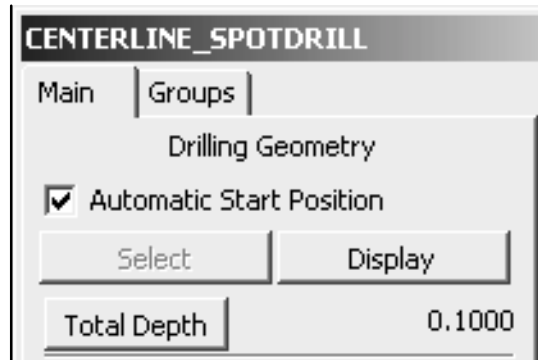 CENTERLINE_SPOTDRILL
Main Groups
Drilling Geometry
Automatic Start Position
Select Display
Total Depth 0.1000